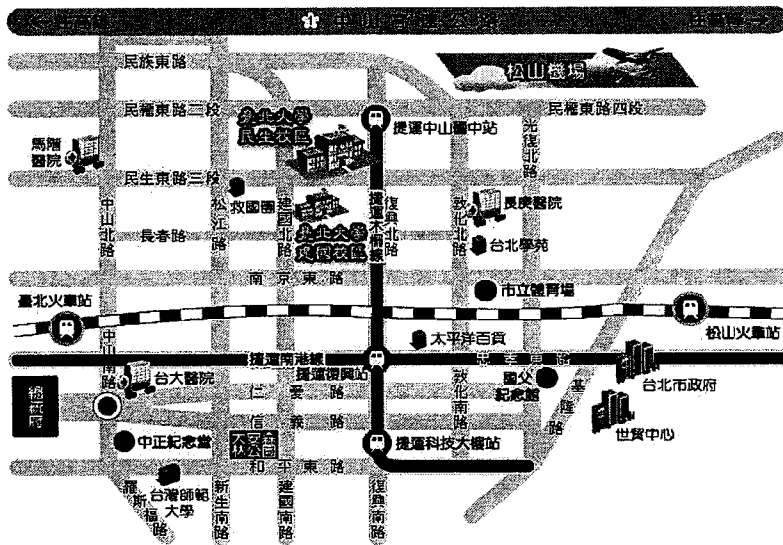 1 中山高速公路
民族東路
松山機場
民權東路三段
臺北大學
民生校區
捷運中山國中站
民權東路四段
馬偕
醫院
民生東路三段
救國團
長庚醫院
中山北路
松江路
建國北路
捷運木柵線
復興北路
敦化北路
光復北路
長春路
臺北大學
建國校區
台北學苑
南京東路
市立體育場
臺北火車站
松山火車站
太平洋百貨
中山南路
捷運南港線
忠孝東路
捷運復興站
總統府
台大醫院
仁愛路
敦化南路
國父
紀念館
基隆路
台北市政府
信義路
世貿中心
中正紀念堂
大安
公園
捷運科技大樓站
和平東路
台灣師範
大學
羅斯福路
新生南路
建國南路
復興南路